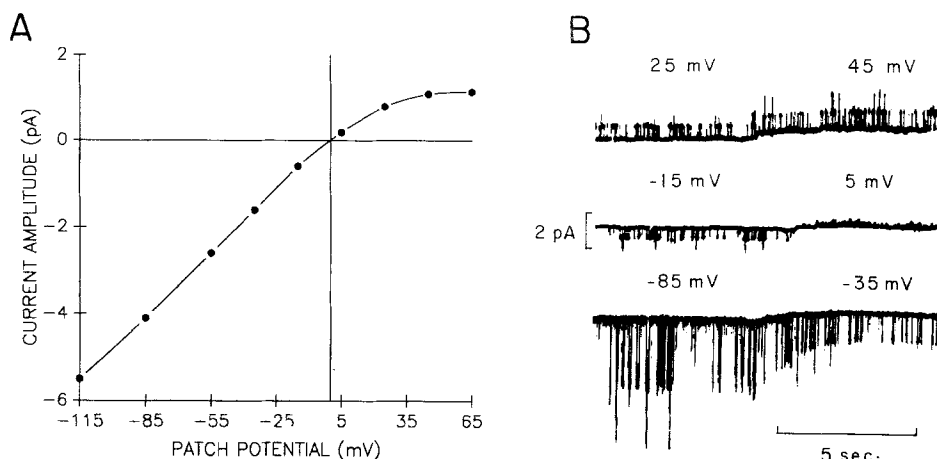 A
2
0
-2
-4
-6
CURRENT AMPLITUDE (pA)
-115 -85 -55 -25 5 35 65
PATCH POTENTIAL (mV)
B
25 mV 45 mV
-15 mV 5 mV
2 pA
-85 mV -35 mV
5 sec.